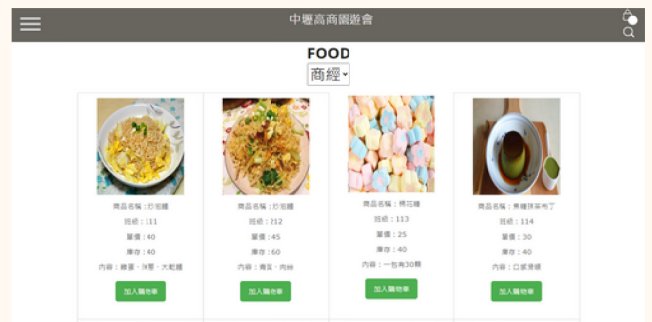 中壢高商園遊會
FOOD
商經
商品名稱：炒泡麵
班級：111
單價：40
庫存：40
內容：雞蛋、洋蔥、大乾麵
加入購物車
商品名稱：炒泡麵
班級：112
單價：45
庫存：60
內容：雞蛋、肉絲
加入購物車
商品名稱：棉花糖
班級：113
單價：25
庫存：40
內容：一包有30顆
加入購物車
商品名稱：焦糖抹茶布丁
班級：114
單價：30
庫存：40
內容：口感滑順
加入購物車